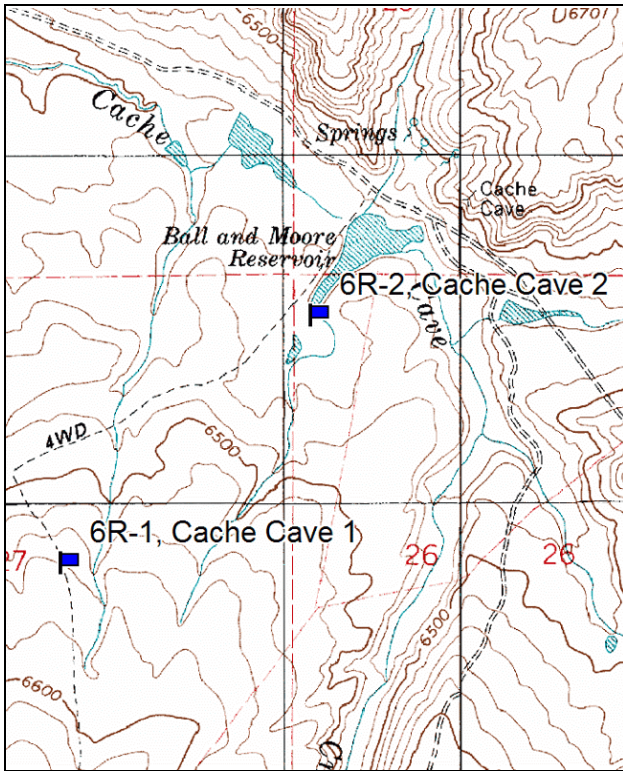 6500
U6701
Cache
Springs
Cache
Cave
Ball and Moore
Reservoir
6R-2, Cache Cave 2
Cave
4WD
6500
6R-1, Cache Cave 1
27
26
26
6500
6600